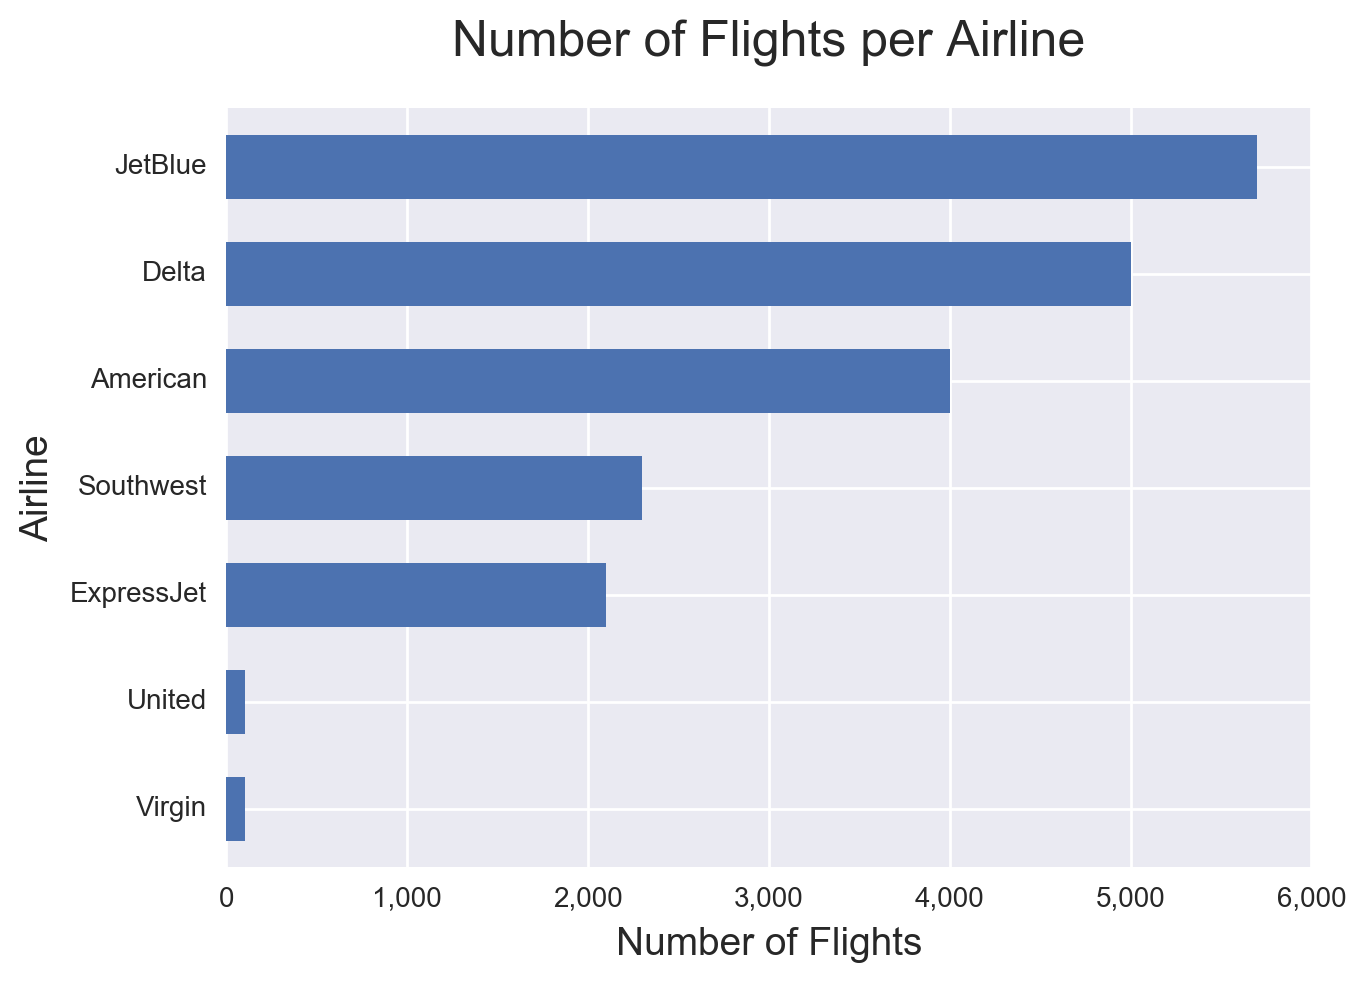 Number of Flights per Airline
JetBlue
Delta
American
Southwest
ExpressJet
United
Virgin
Airline
0 1,000 2,000 3,000 4,000 5,000 6,000
Number of Flights